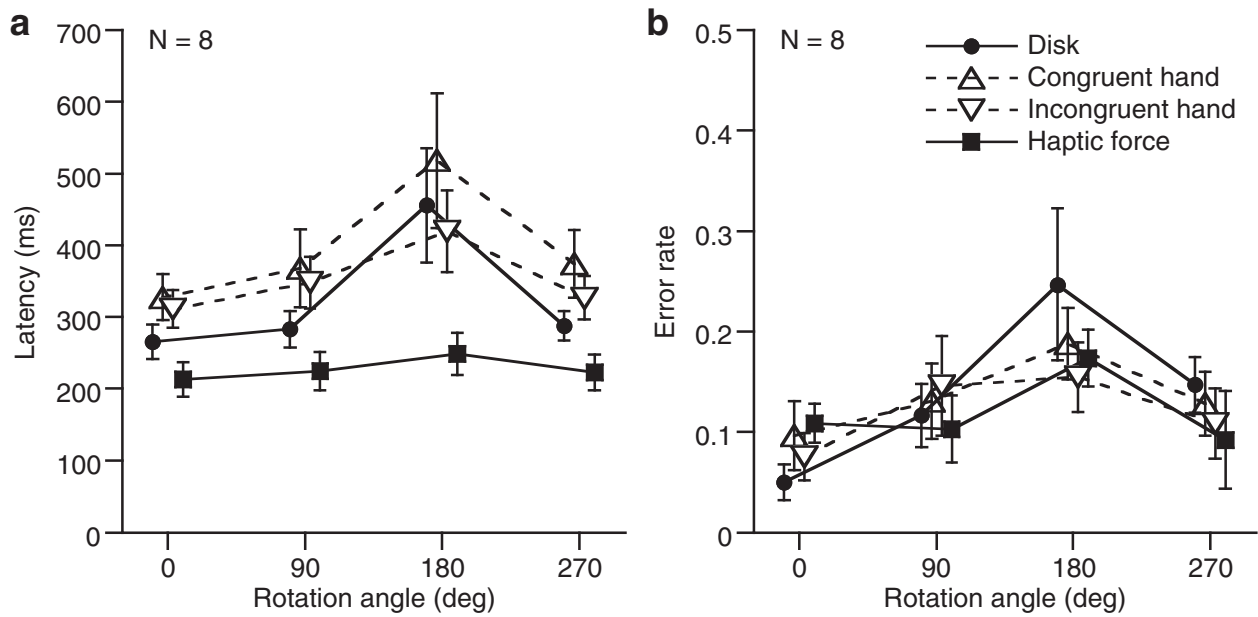 a
N = 8
Latency (ms)
700
600
500
400
300
200
100
0
0 90 180 270
Rotation angle (deg)
b
N = 8
Disk
Congruent hand
Incongruent hand
Haptic force
Error rate
0.5
0.4
0.3
0.2
0.1
0
0 90 180 270
Rotation angle (deg)